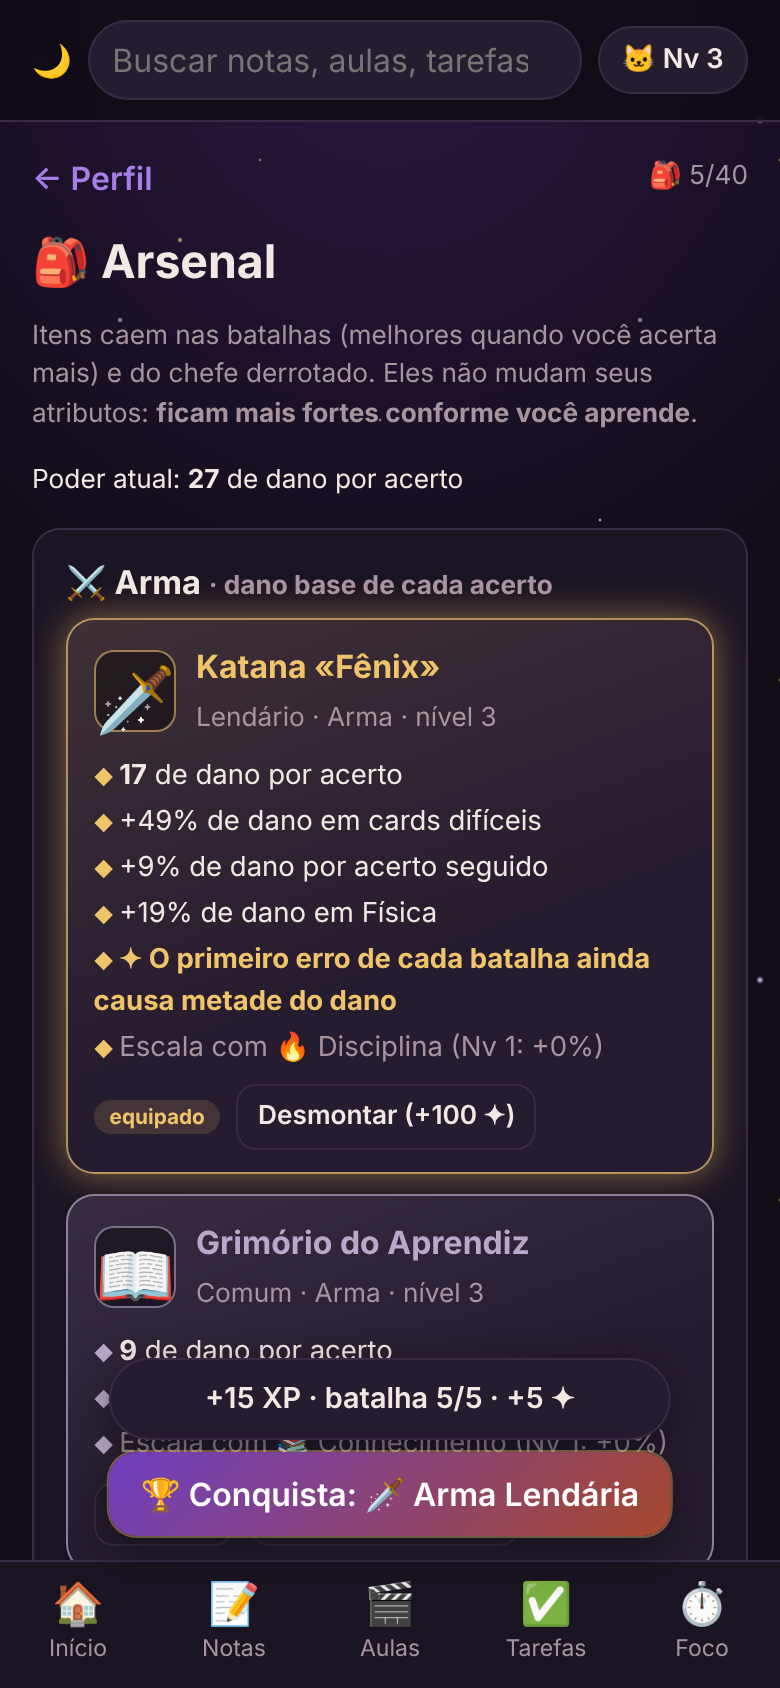 Buscar notas, aulas, tarefas
Nv 3
← Perfil
5/40
Arsenal
Itens caem nas batalhas (melhores quando você acerta
mais) e do chefe derrotado. Eles não mudam seus
atributos: ficam mais fortes conforme você aprende.
Poder atual: 27 de dano por acerto
Arma · dano base de cada acerto
Katana «Fênix»
Lendário · Arma · nível 3
◆ 17 de dano por acerto
◆ +49% de dano em cards difíceis
◆ +9% de dano por acerto seguido
◆ +19% de dano em Física
◆ ✦ O primeiro erro de cada batalha ainda
causa metade do dano
◆ Escala com 🔥 Disciplina (Nv 1: +0%)
equipado
Desmontar (+100 ✦)
Grimório do Aprendiz
Comum · Arma · nível 3
◆ 9 de dano por acerto
+15 XP · batalha 5/5 · +5 ✦
◆ Escala com 📚 Conhecimento (Nv 1: +0%)
🏆 Conquista: 🗡️ Arma Lendária
Início
Notas
Aulas
Tarefas
Foco